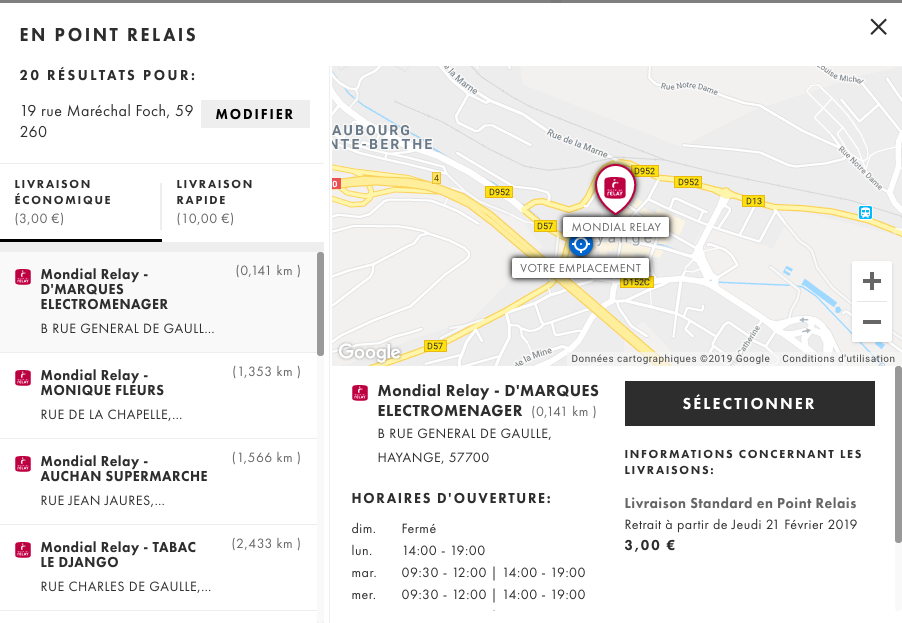 EN POINT RELAIS
20 RÉSULTATS POUR:
19 rue Maréchal Foch, 59
260
MODIFIER
LIVRAISON
ÉCONOMIQUE
(3,00 €)
LIVRAISON
RAPIDE
(10,00 €)
Mondial Relay -
D'MARQUES
ELECTROMENAGER
(0,141 km )
B RUE GENERAL DE GAULL...
Mondial Relay -
MONIQUE FLEURS
(1,353 km )
RUE DE LA CHAPELLE,...
Mondial Relay -
AUCHAN SUPERMARCHE
(1,566 km )
RUE JEAN JAURES,...
Mondial Relay - TABAC
LE DJANGO
(2,433 km )
RUE CHARLES DE GAULLE,...
de la Marne
Rue Notre Dame
Louise Michel
AUBOURG
NTE-BERTHE
Rue de la Marne
Rue Notre Dame
D952
4
D952
D952
D13
D57
MONDIAL RELAY
VOTRE EMPLACEMENT
D152C
D57
de la Mine
Catherine
Google
Données cartographiques ©2019 Google
Conditions d'utilisation
Mondial Relay - D'MARQUES
ELECTROMENAGER (0,141 km )
B RUE GENERAL DE GAULLE,
HAYANGE, 57700
HORAIRES D'OUVERTURE:
dim. Fermé
lun. 14:00 - 19:00
mar. 09:30 - 12:00 | 14:00 - 19:00
mer. 09:30 - 12:00 | 14:00 - 19:00
SÉLECTIONNER
INFORMATIONS CONCERNANT LES
LIVRAISONS:
Livraison Standard en Point Relais
Retrait à partir de Jeudi 21 Février 2019
3,00 €